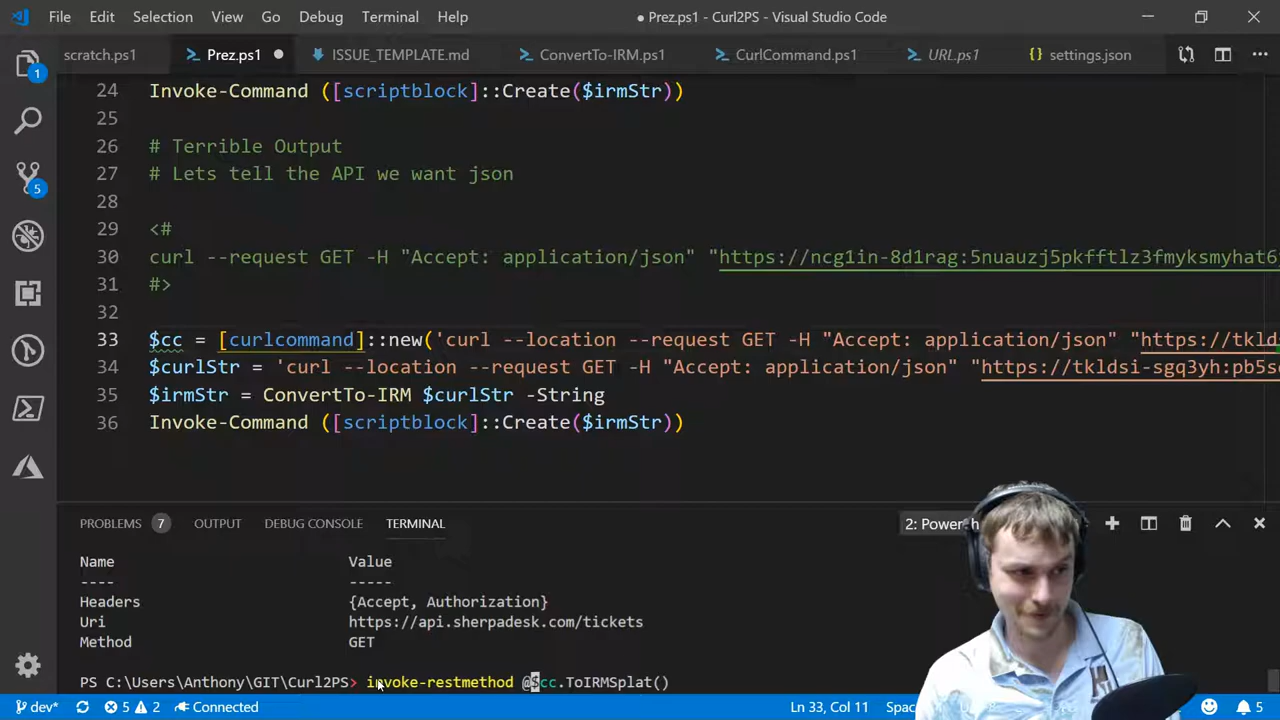 File Edit Selection View Go Debug Terminal Help ● Prez.ps1 - Curl2PS - Visual Studio Code
scratch.ps1 Prez.ps1 ISSUE_TEMPLATE.md ConvertTo-IRM.ps1 CurlCommand.ps1 URL.ps1 {} settings.json
1
5
24 Invoke-Command ([scriptblock]::Create($irmStr))
25
26 # Terrible Output
27 # Lets tell the API we want json
28
29 <#
30 curl --request GET -H "Accept: application/json" "https://ncg1in-8d1rag:5nuauzj5pkfftlz3fmyksmyhat6
31 #>
32
33 $cc = [curlcommand]::new('curl --location --request GET -H "Accept: application/json" "https://tkld
34 $curlStr = 'curl --location --request GET -H "Accept: application/json" "https://tkldsi-sgq3yh:pb5s
35 $irmStr = ConvertTo-IRM $curlStr -String
36 Invoke-Command ([scriptblock]::Create($irmStr))
PROBLEMS 7 OUTPUT DEBUG CONSOLE TERMINAL 2: Powersh
Name Value
---- -----
Headers {Accept, Authorization}
Uri https://api.sherpadesk.com/tickets
Method GET
PS C:\Users\Anthony\GIT\Curl2PS> invoke-restmethod @$cc.ToIRMSplat()
dev* 5 2 Connected Ln 33, Col 11 Spac 5